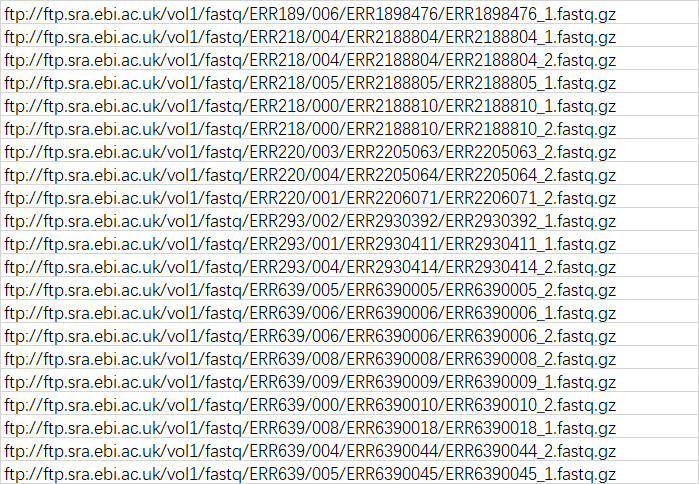 ftp://ftp.sra.ebi.ac.uk/vol1/fastq/ERR189/006/ERR1898476/ERR1898476_1.fastq.gz
ftp://ftp.sra.ebi.ac.uk/vol1/fastq/ERR218/004/ERR2188804/ERR2188804_1.fastq.gz
ftp://ftp.sra.ebi.ac.uk/vol1/fastq/ERR218/004/ERR2188804/ERR2188804_2.fastq.gz
ftp://ftp.sra.ebi.ac.uk/vol1/fastq/ERR218/005/ERR2188805/ERR2188805_1.fastq.gz
ftp://ftp.sra.ebi.ac.uk/vol1/fastq/ERR218/000/ERR2188810/ERR2188810_1.fastq.gz
ftp://ftp.sra.ebi.ac.uk/vol1/fastq/ERR218/000/ERR2188810/ERR2188810_2.fastq.gz
ftp://ftp.sra.ebi.ac.uk/vol1/fastq/ERR220/003/ERR2205063/ERR2205063_2.fastq.gz
ftp://ftp.sra.ebi.ac.uk/vol1/fastq/ERR220/004/ERR2205064/ERR2205064_2.fastq.gz
ftp://ftp.sra.ebi.ac.uk/vol1/fastq/ERR220/001/ERR2206071/ERR2206071_2.fastq.gz
ftp://ftp.sra.ebi.ac.uk/vol1/fastq/ERR293/002/ERR2930392/ERR2930392_1.fastq.gz
ftp://ftp.sra.ebi.ac.uk/vol1/fastq/ERR293/001/ERR2930411/ERR2930411_1.fastq.gz
ftp://ftp.sra.ebi.ac.uk/vol1/fastq/ERR293/004/ERR2930414/ERR2930414_2.fastq.gz
ftp://ftp.sra.ebi.ac.uk/vol1/fastq/ERR639/005/ERR6390005/ERR6390005_2.fastq.gz
ftp://ftp.sra.ebi.ac.uk/vol1/fastq/ERR639/006/ERR6390006/ERR6390006_1.fastq.gz
ftp://ftp.sra.ebi.ac.uk/vol1/fastq/ERR639/006/ERR6390006/ERR6390006_2.fastq.gz
ftp://ftp.sra.ebi.ac.uk/vol1/fastq/ERR639/008/ERR6390008/ERR6390008_2.fastq.gz
ftp://ftp.sra.ebi.ac.uk/vol1/fastq/ERR639/009/ERR6390009/ERR6390009_1.fastq.gz
ftp://ftp.sra.ebi.ac.uk/vol1/fastq/ERR639/000/ERR6390010/ERR6390010_2.fastq.gz
ftp://ftp.sra.ebi.ac.uk/vol1/fastq/ERR639/008/ERR6390018/ERR6390018_1.fastq.gz
ftp://ftp.sra.ebi.ac.uk/vol1/fastq/ERR639/004/ERR6390044/ERR6390044_2.fastq.gz
ftp://ftp.sra.ebi.ac.uk/vol1/fastq/ERR639/005/ERR6390045/ERR6390045_1.fastq.gz